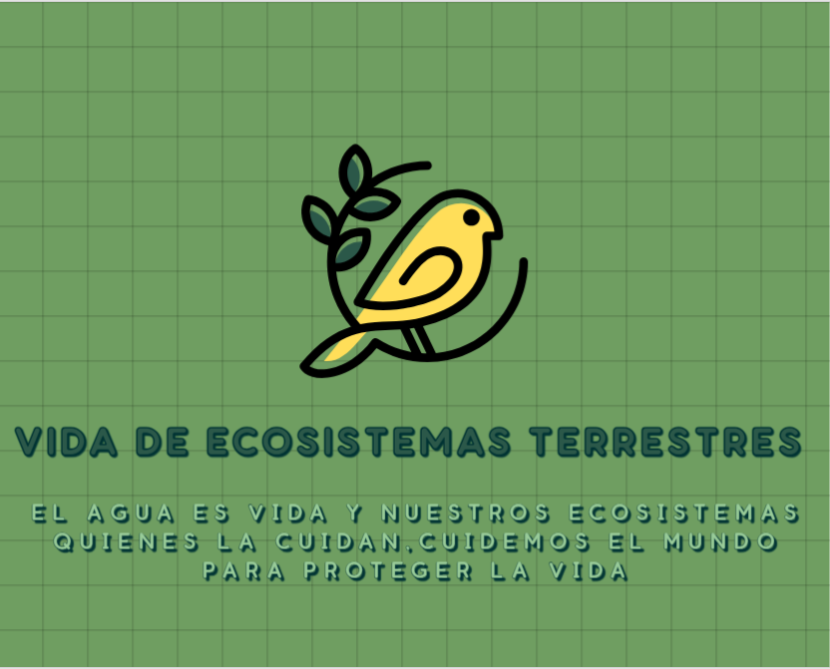 VIDA DE ECOSISTEMAS TERRESTRES
EL AGUA ES VIDA Y NUESTROS ECOSISTEMAS
QUIENES LA CUIDAN.CUIDEMOS EL MUNDO
PARA PROTEGER LA VIDA